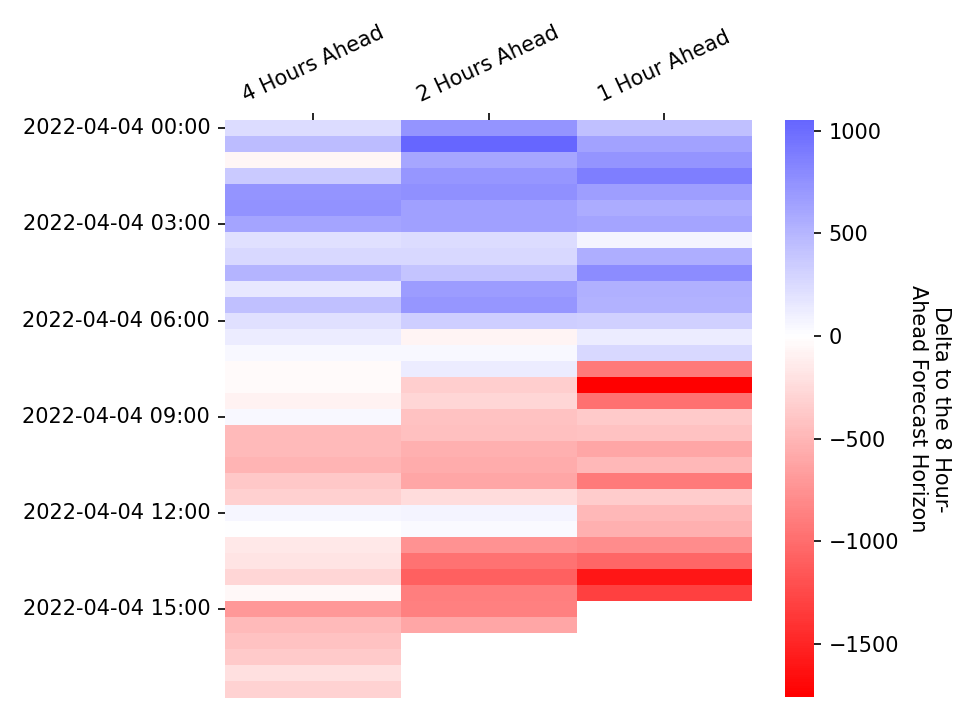 4 Hours Ahead
2 Hours Ahead
1 Hour Ahead
2022-04-04 00:00
2022-04-04 03:00
2022-04-04 06:00
2022-04-04 09:00
2022-04-04 12:00
2022-04-04 15:00
1000
500
0
−500
−1000
−1500
Delta to the 8 Hour-
Ahead Forecast Horizon